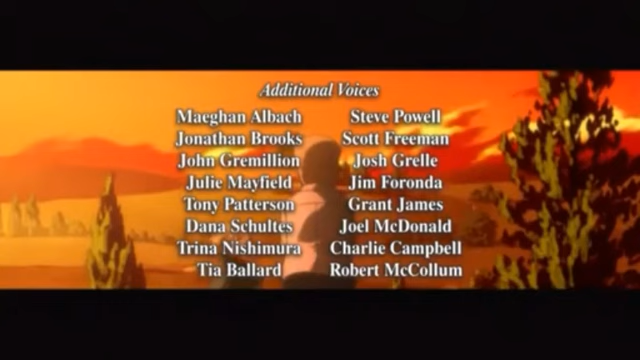 Additional Voices
Maeghan Albach Steve Powell
Jonathan Brooks Scott Freeman
John Gremillion Josh Grelle
Julie Mayfield Jim Foronda
Tony Patterson Grant James
Dana Schultes Joel McDonald
Trina Nishimura Charlie Campbell
Tia Ballard Robert McCollum